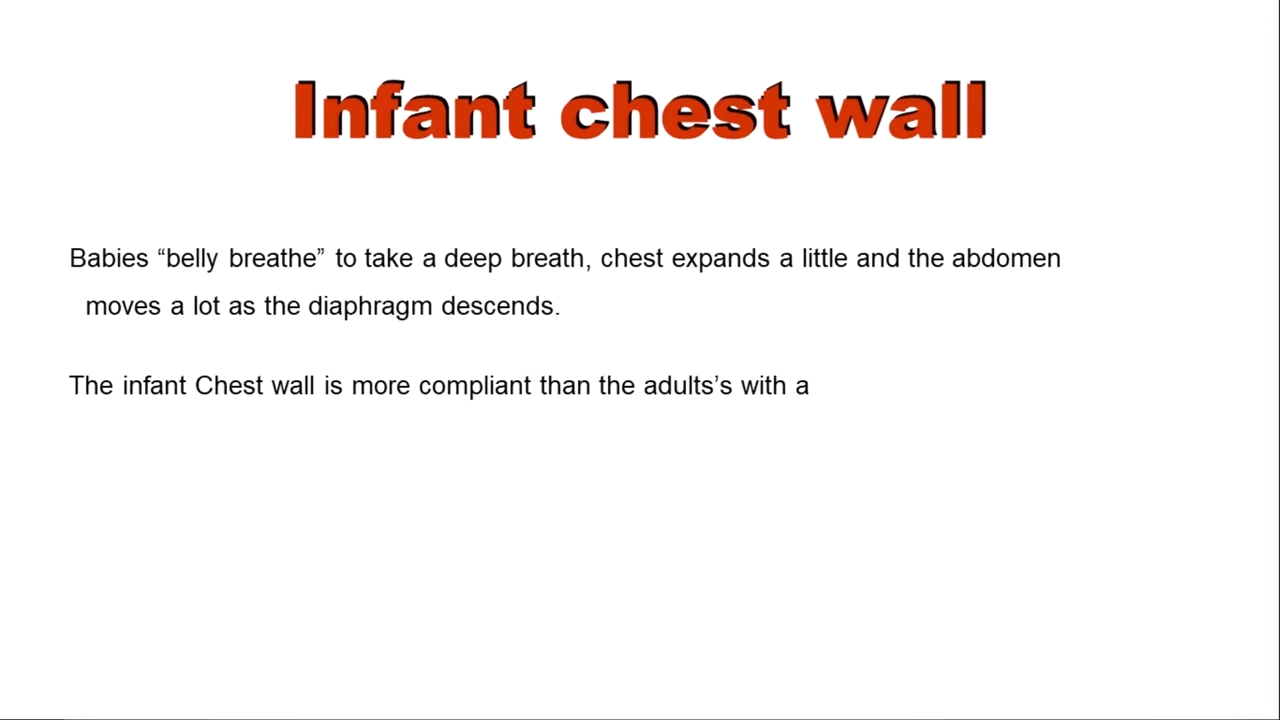 Infant chest wall
Babies “belly breathe” to take a deep breath, chest expands a little and the abdomen
moves a lot as the diaphragm descends.
The infant Chest wall is more compliant than the adults’s with a